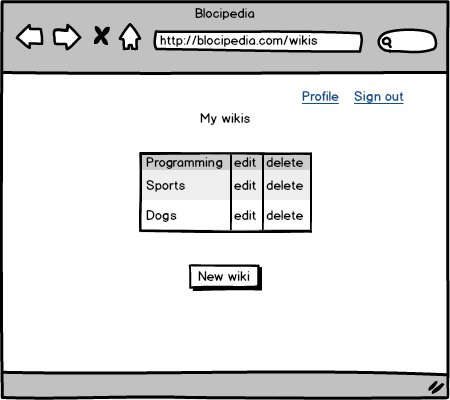 Blocipedia
http://blocipedia.com/wikis
Profile Sign out
My wikis
Programming edit delete
Sports edit delete
Dogs edit delete
New wiki